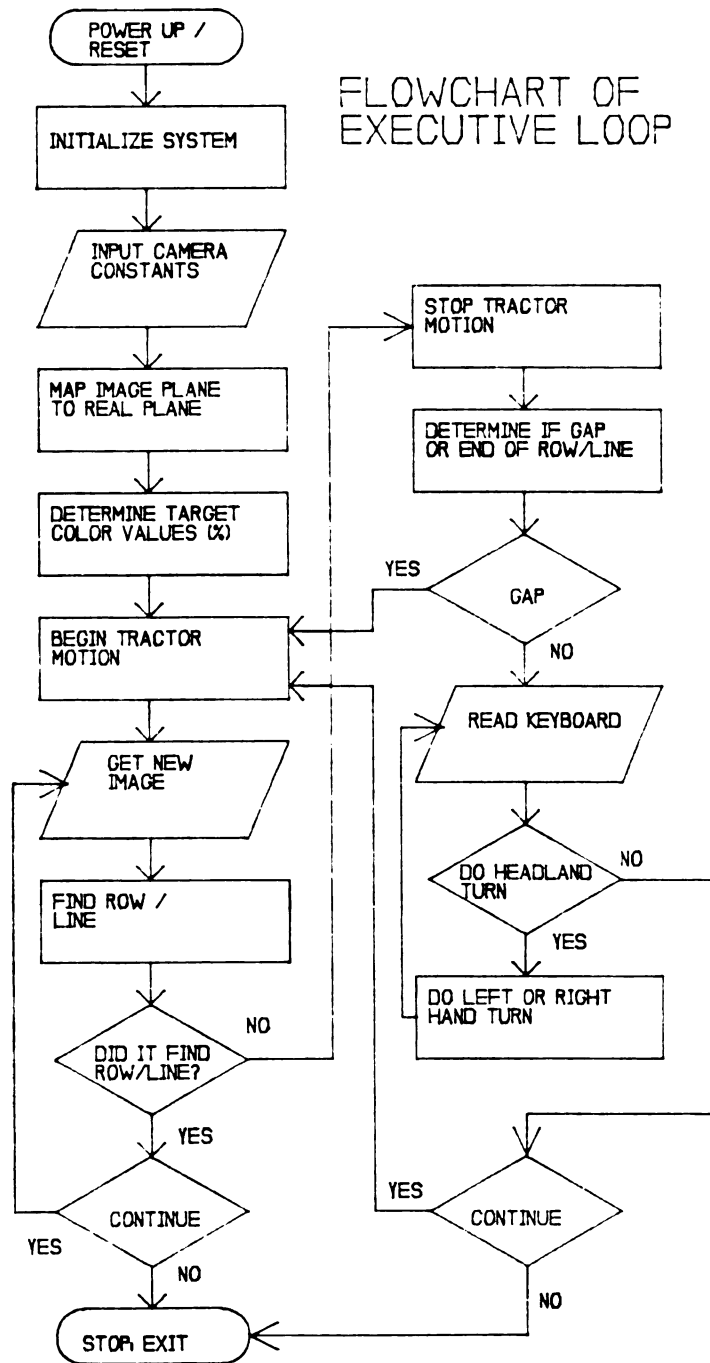 POWER UP /
RESET
FLOWCHART OF
EXECUTIVE LOOP
INITIALIZE SYSTEM
INPUT CAMERA
CONSTANTS
MAP IMAGE PLANE
TO REAL PLANE
DETERMINE TARGET
COLOR VALUES (%)
BEGIN TRACTOR
MOTION
GET NEW
IMAGE
FIND ROW /
LINE
NO
DID IT FIND
ROW/LINE?
YES
CONTINUE
YES
NO
STOP, EXIT
STOP TRACTOR
MOTION
DETERMINE IF GAP
OR END OF ROW/LINE
YES
GAP
NO
READ KEYBOARD
DO HEADLAND
TURN
NO
YES
DO LEFT OR RIGHT
HAND TURN
YES
CONTINUE
NO